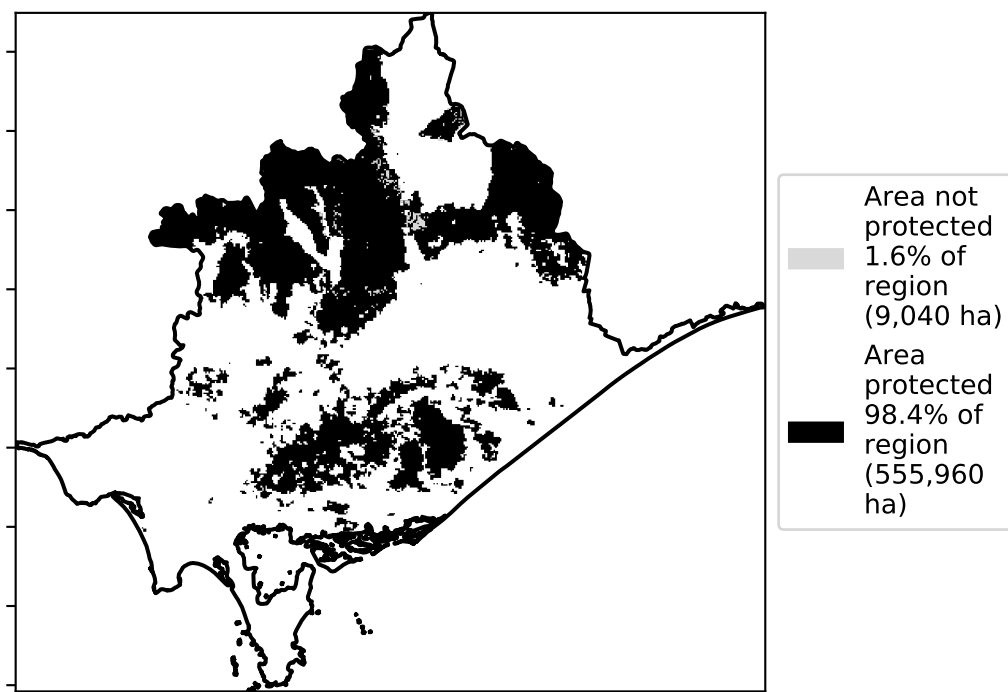 Area not
protected
1.6% of
region
(9,040 ha)
Area
protected
98.4% of
region
(555,960
ha)